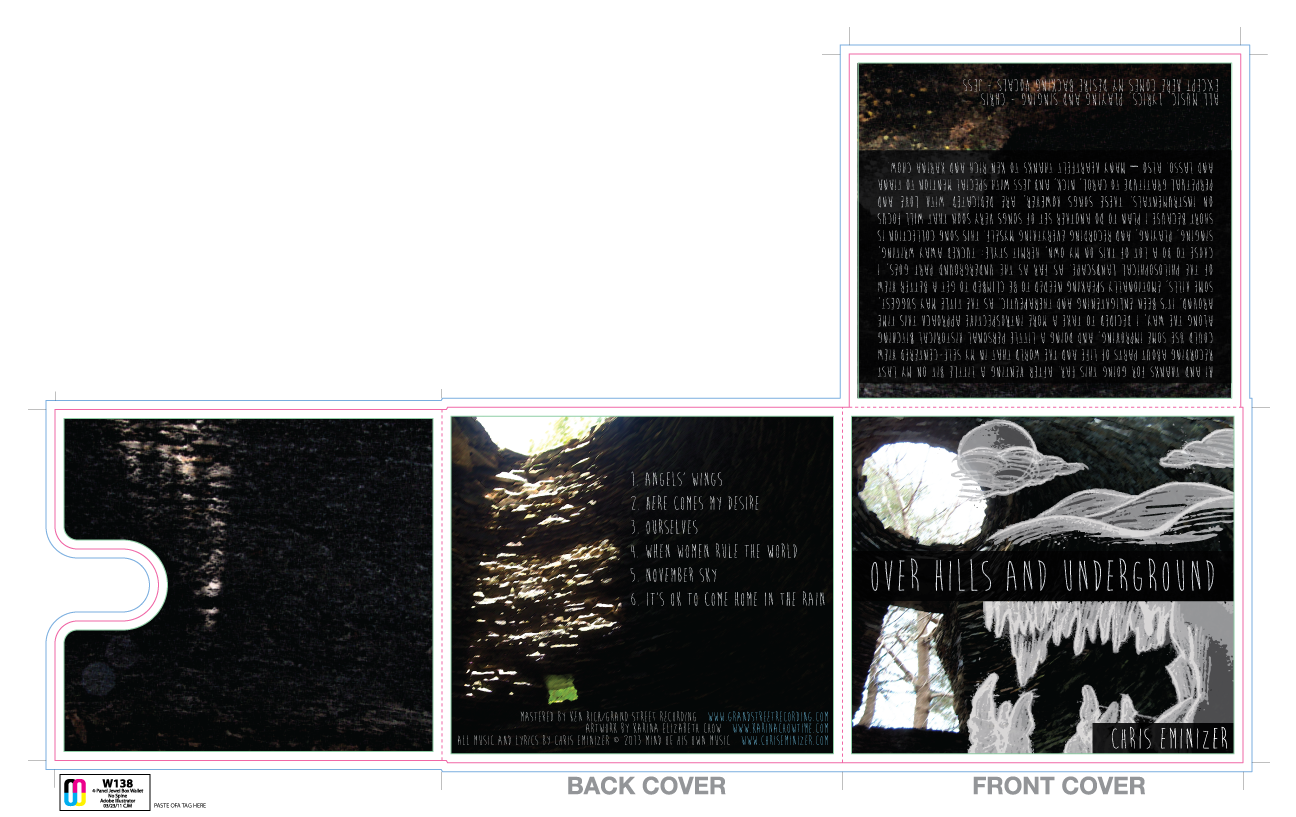 HI AND THANKS FOR GOING THIS FAR. AFTER VENTING A LITTLE BIT ON MY LAST
RECORDING ABOUT PARTS OF LIFE AND THE WORLD THAT IN MY SELF-CENTERED VIEW
COULD USE SOME IMPROVING, AND DOING A LITTLE PERSONAL HISTORICAL BITCHING
ALONG THE WAY, I DECIDED TO TAKE A MORE INTROSPECTIVE APPROACH THIS TIME
AROUND. IT'S BEEN ENLIGHTENING AND THERAPEUTIC. AS THE TITLE MAY SUGGEST,
SOME HILLS, EMOTIONALLY SPEAKING NEEDED TO BE CLIMBED TO GET A BETTER VIEW
OF THE PHILOSOPHICAL LANDSCAPE. AS FAR AS THE UNDERGROUND PART GOES, I
CHOSE TO DO A LOT OF THIS ON MY OWN, HERMIT STYLE- TUCKED AWAY WRITING,
SINGING, PLAYING, AND RECORDING EVERYTHING MYSELF. THIS SONG COLLECTION IS
SHORT BECAUSE I PLAN TO DO ANOTHER SET OF SONGS VERY SOON THAT WILL FOCUS
ON INSTRUMENTALS. THESE SONGS HOWEVER, ARE DEDICATED WITH LOVE AND
PERPETUAL GRATITUDE TO CAROL, NICK, AND JESS WITH SPECIAL MENTION TO TIANA
AND LASSO. ALSO — MANY HEARTFELT THANKS TO KEN RICH AND KARINA CROW
ALL MUSIC, LYRICS, PLAYING AND SINGING - CHRIS
EXCEPT HERE COMES MY DESIRE BACKING VOCALS - JESS
1. ANGELS' WINGS
2. HERE COMES MY DESIRE
3. OURSELVES
4. WHEN WOMEN RULE THE WORLD
5. NOVEMBER SKY
6. IT'S OK TO COME HOME IN THE RAIN
MASTERED BY KEN RICH/GRAND STREET RECORDING WWW.GRANDSTREETRECORDING.COM
ARTWORK BY KARINA ELIZABETH CROW WWW.KARINACROWTIME.COM
ALL MUSIC AND LYRICS BY CHRIS EMINIZER © 2013 MIND OF HIS OWN MUSIC WWW.CHRISEMINIZER.COM
OVER HILLS AND UNDERGROUND
CHRIS EMINIZER
BACK COVER
FRONT COVER
W138
4-Panel Jewel Box Wallet
No Spine
Adobe Illustrator
03/23/11 CJM
PASTE OFA TAG HERE